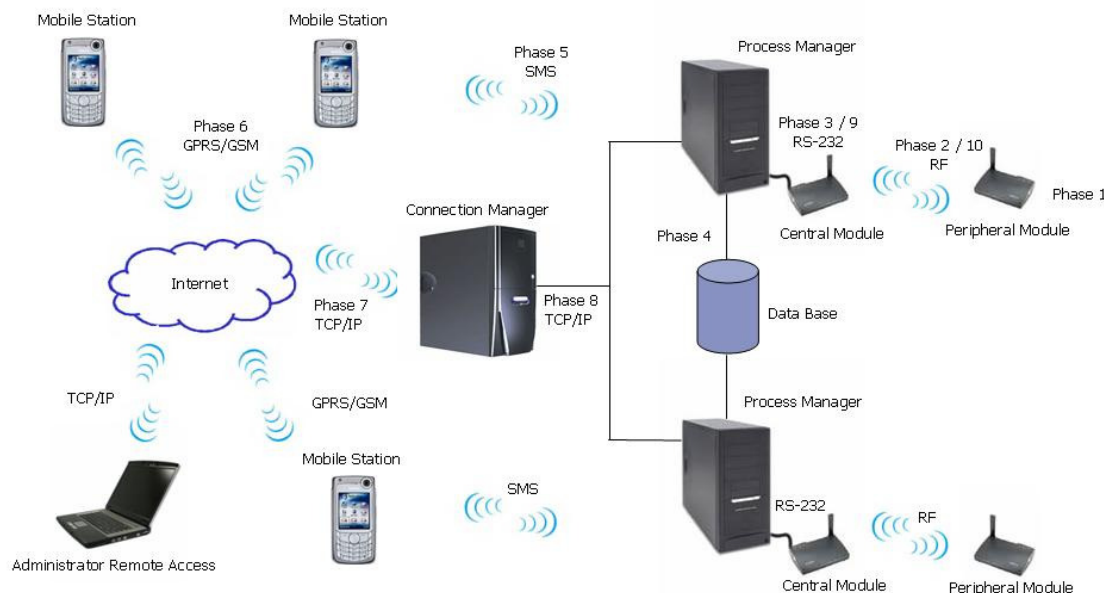 Mobile Station
Mobile Station
Phase 5
SMS
Process Manager
Phase 6
GPRS/GSM
Phase 3 / 9
RS-232
Phase 2 / 10
RF
Phase 1
Connection Manager
Phase 4
Central Module
Peripheral Module
Internet
Phase 7
TCP/IP
Phase 8
TCP/IP
Data Base
TCP/IP
GPRS/GSM
Process Manager
Mobile Station
SMS
RS-232
RF
Administrator Remote Access
Central Module
Peripheral Module